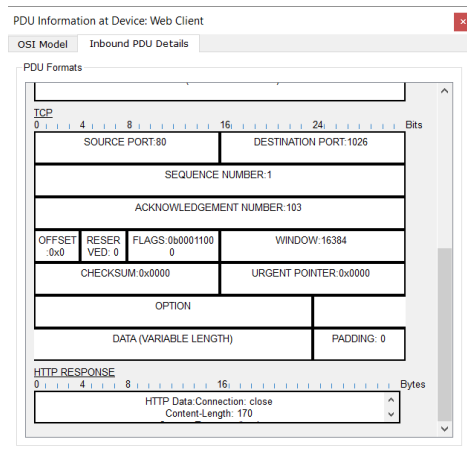 PDU Information at Device: Web Client
OSI Model Inbound PDU Details
PDU Formats
TCP
0 4 8 16 24 Bits
SOURCE PORT:80 DESTINATION PORT:1026
SEQUENCE NUMBER:1
ACKNOWLEDGEMENT NUMBER:103
OFFSET RESER FLAGS:0b0001100 WINDOW:16384
:0x0 VED: 0 0
CHECKSUM:0x0000 URGENT POINTER:0x0000
OPTION
DATA (VARIABLE LENGTH) PADDING: 0
HTTP RESPONSE
0 4 8 16 Bytes
HTTP Data:Connection: close
Content-Length: 170